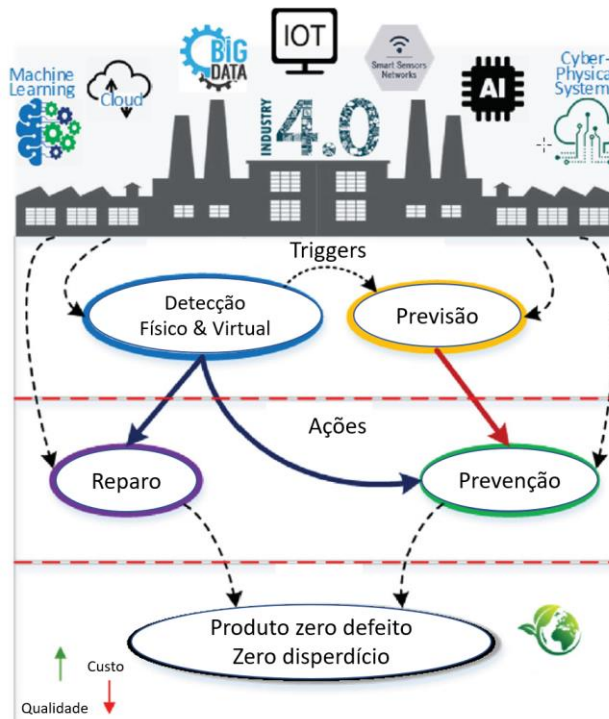 Machine
Learning
Cloud
BIG
DATA
IOT
Smart Sensors
Networks
AI
Cyber-
Physical
System
INDUSTRY
4.0
Triggers
Detecção
Físico & Virtual
Previsão
Ações
Reparo
Prevenção
Produto zero defeito
Zero disperdício
Custo
Qualidade